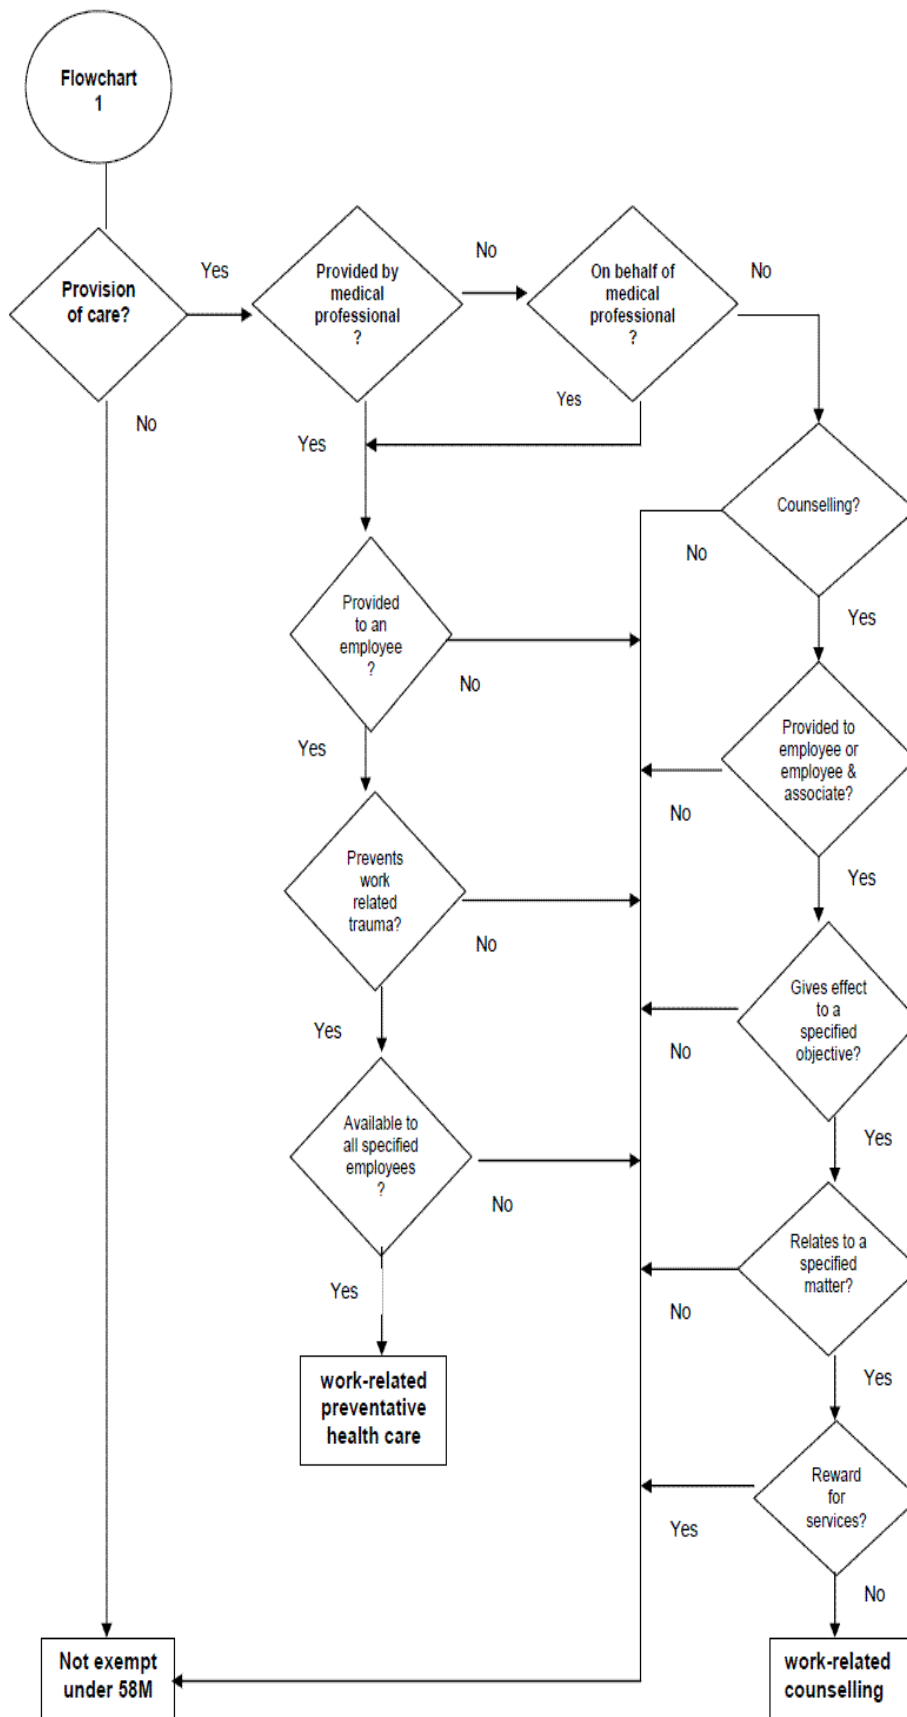 Flowchart
1
Provision
of care?
Yes
Provided by
medical
professional
?
No
On behalf of
medical
professional
?
No
No
Yes
Yes
Counselling?
No
Yes
Provided
to an
employee
?
No
Yes
Provided to
employee or
employee &
associate?
No
Yes
Prevents
work
related
trauma?
No
Yes
Gives effect
to a
specified
objective?
No
Yes
Available to
all specified
employees
?
No
Yes
Relates to a
specified
matter?
No
Yes
work-related
preventative
health care
Reward
for
services?
Yes
No
Not exempt
under 58M
work-related
counselling